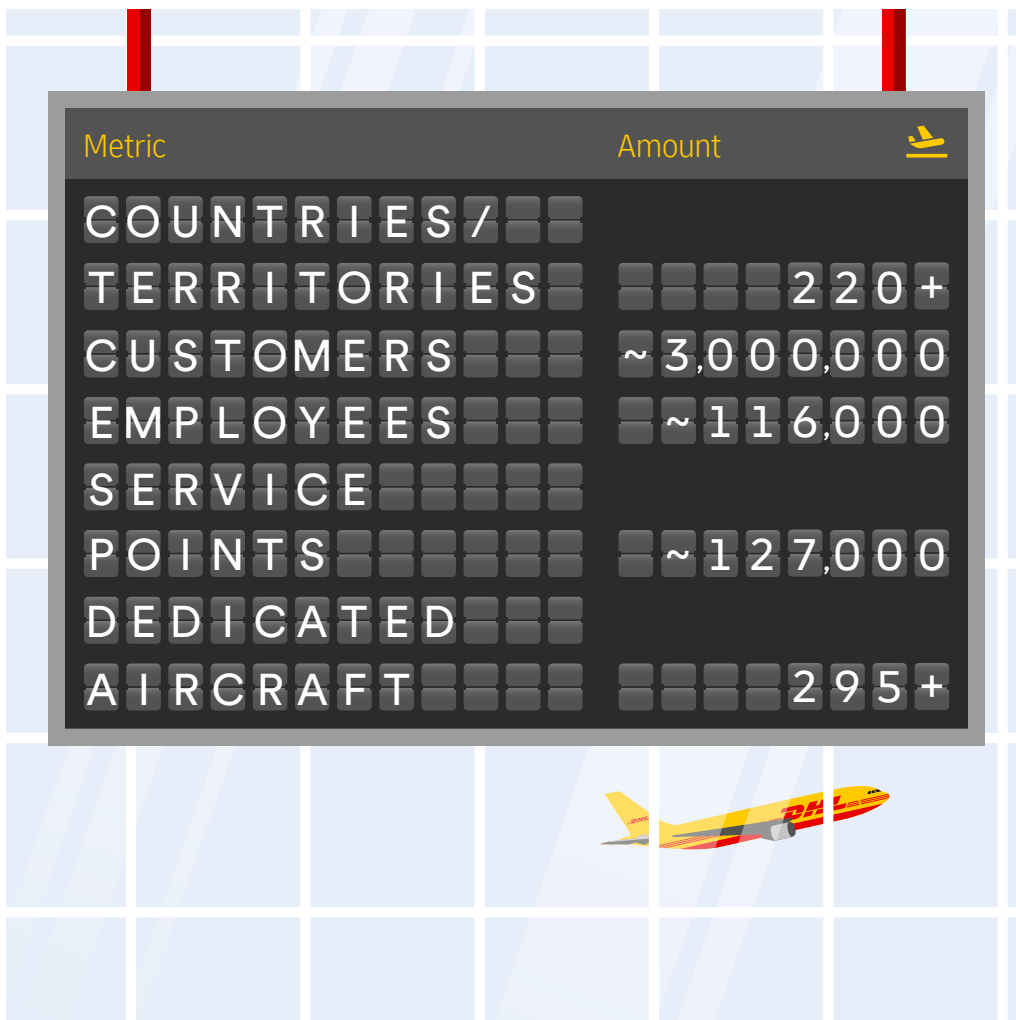 Metric Amount
COUNTRIES/
TERRITORIES 220+
CUSTOMERS ~3,000,000
EMPLOYEES ~116,000
SERVICE
POINTS ~127,000
DEDICATED
AIRCRAFT 295+
DHL
DHL